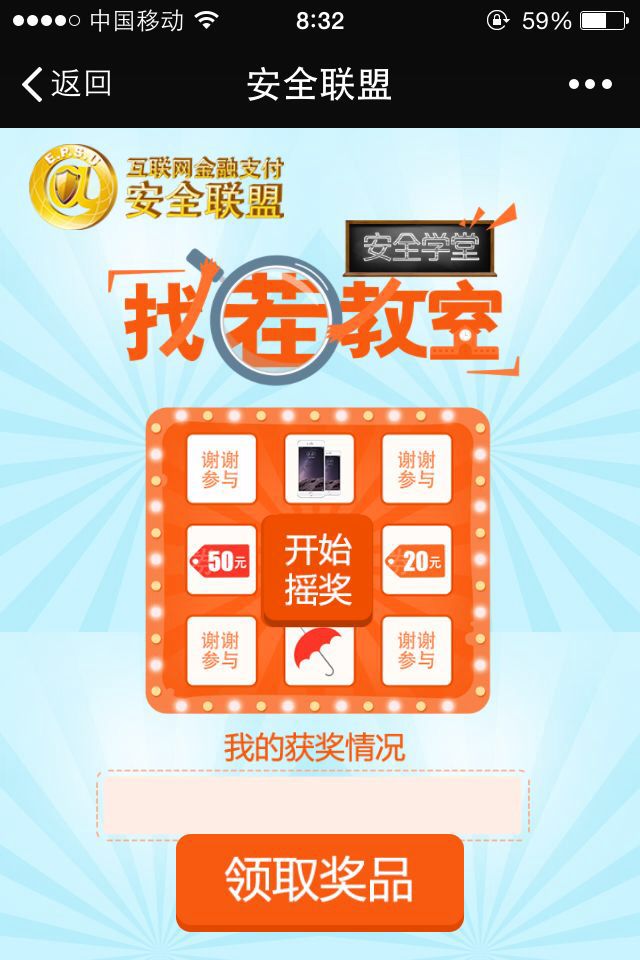 中国移动 8:32 59%
返回 安全联盟
E.P.S.U
@
互联网金融支付
安全联盟
安全学堂
找茬教室
谢谢
参与
谢谢
参与
50元
开始
摇奖
20元
谢谢
参与
谢谢
参与
我的获奖情况
领取奖品